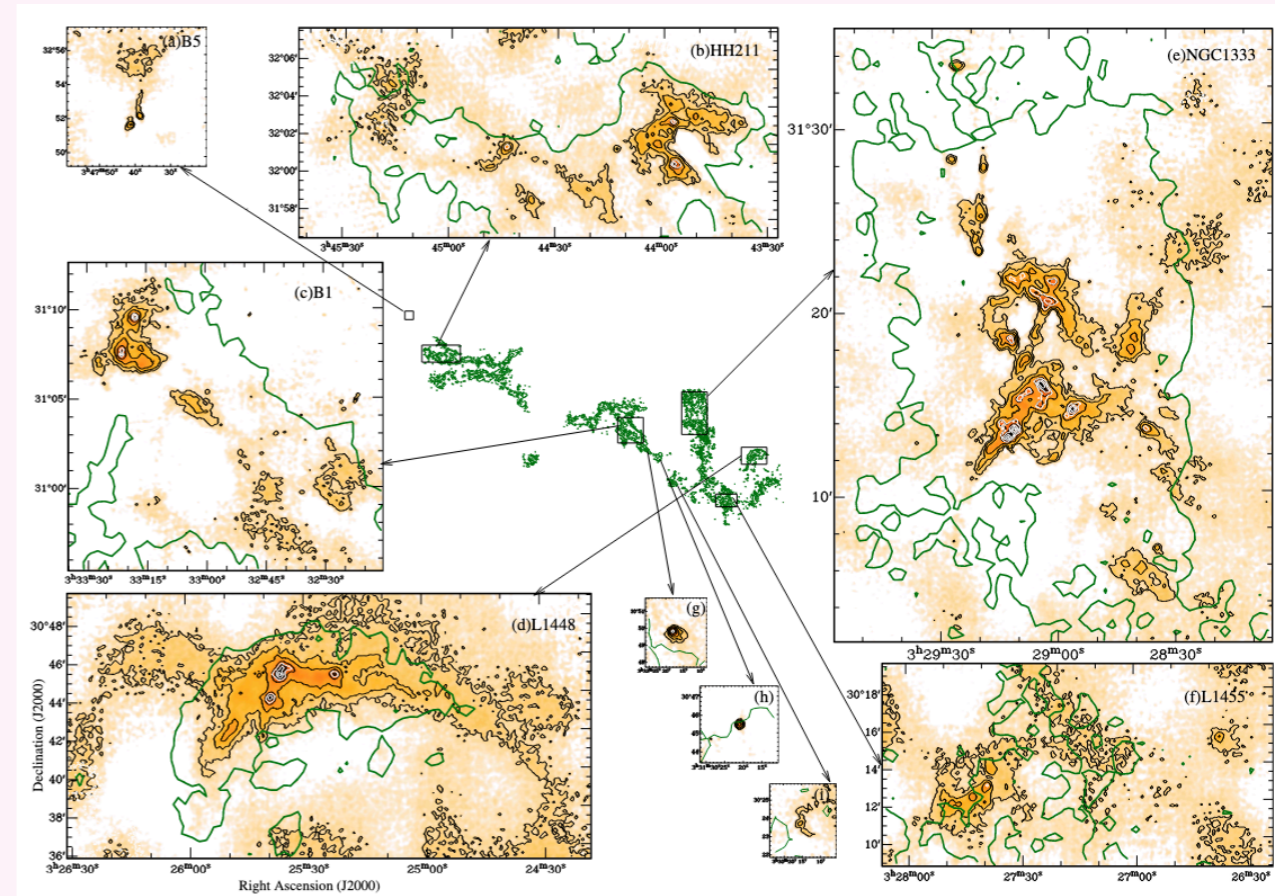 (a)B5
32°56'
54'
52'
50'
3ʰ47ᵐ50ˢ 40ˢ 30ˢ
(b)HH211
32°06'
32°04'
32°02'
32°00'
31°58'
3ʰ45ᵐ30ˢ 45ᵐ00ˢ 44ᵐ30ˢ 44ᵐ00ˢ 43ᵐ30ˢ
(e)NGC1333
31°30'
20'
10'
3ʰ29ᵐ30ˢ 29ᵐ00ˢ 28ᵐ30ˢ
(c)B1
31°10'
31°05'
31°00'
3ʰ33ᵐ30ˢ 33ᵐ15ˢ 33ᵐ00ˢ 32ᵐ45ˢ 32ᵐ30ˢ
(d)L1448
30°48'
46'
44'
42'
40'
38'
36'
3ʰ26ᵐ30ˢ 26ᵐ00ˢ 25ᵐ30ˢ 25ᵐ00ˢ 24ᵐ30ˢ
Declination (J2000)
Right Ascension (J2000)
(g)
(h)
(i)
(f)L1455
30°18'
16'
14'
12'
10'
3ʰ28ᵐ00ˢ 27ᵐ30ˢ 27ᵐ00ˢ 26ᵐ30ˢ